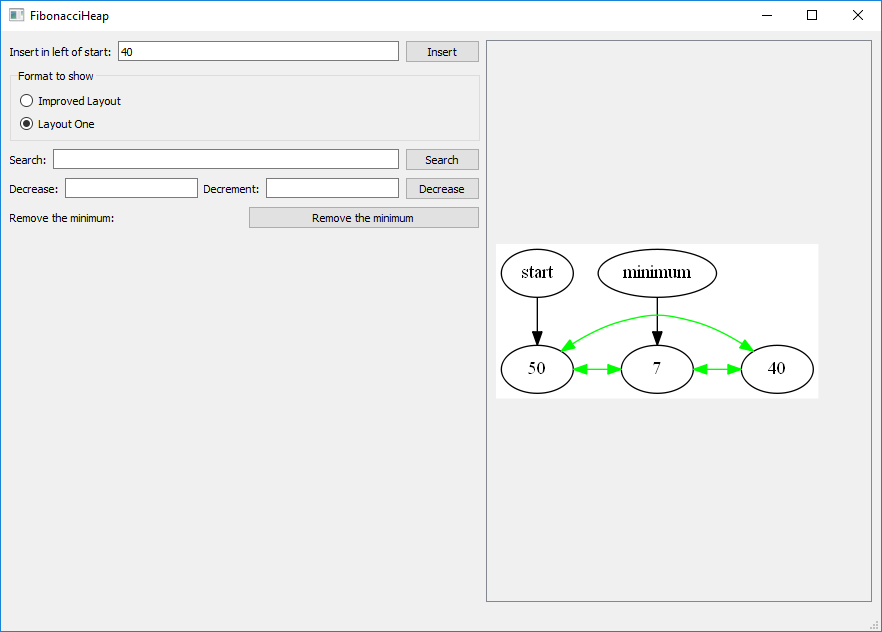 FibonacciHeap
Insert in left of start: 40 Insert
Format to show
Improved Layout
Layout One
Search: Search
Decrease: Decrement: Decrease
Remove the minimum: Remove the minimum
start minimum
50 7 40